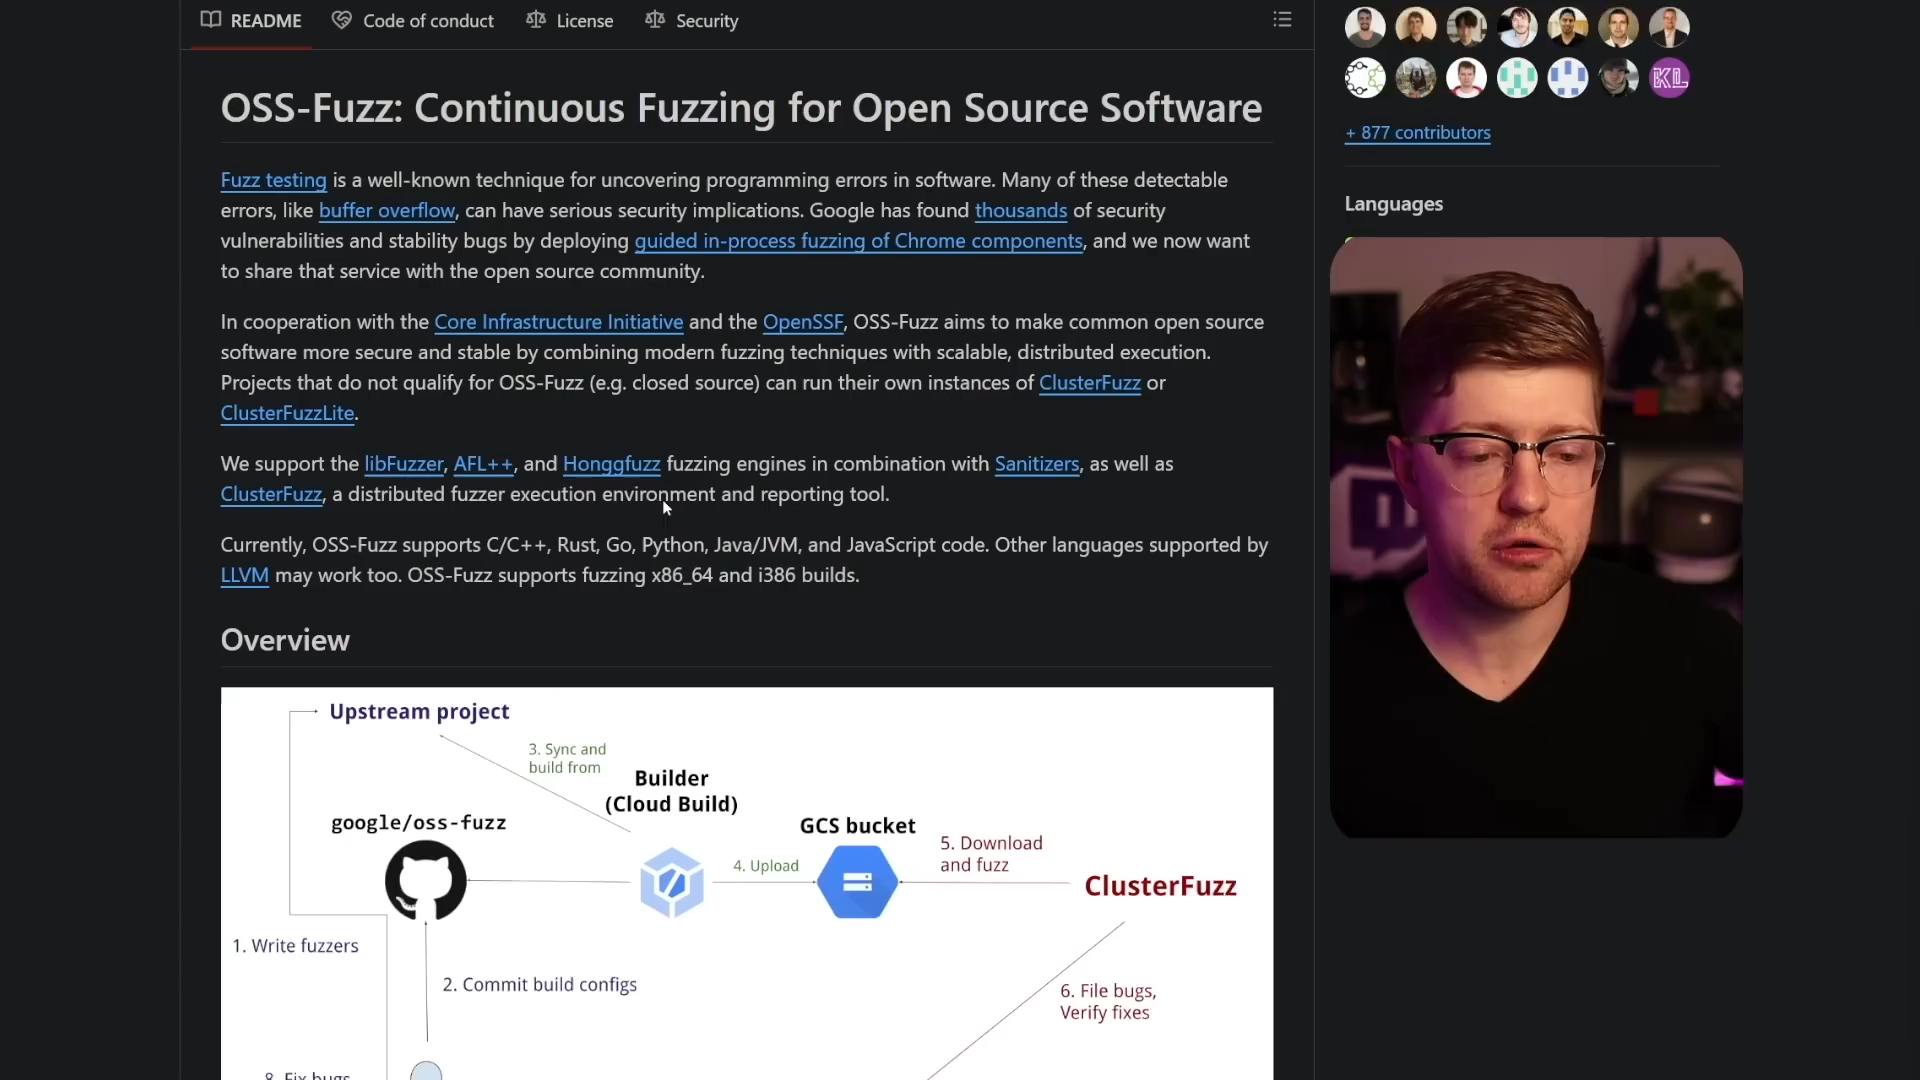 README
Code of conduct
License
Security
OSS-Fuzz: Continuous Fuzzing for Open Source Software
Fuzz testing is a well-known technique for uncovering programming errors in software. Many of these detectable
errors, like buffer overflow, can have serious security implications. Google has found thousands of security
vulnerabilities and stability bugs by deploying guided in-process fuzzing of Chrome components, and we now want
to share that service with the open source community.
In cooperation with the Core Infrastructure Initiative and the OpenSSF, OSS-Fuzz aims to make common open source
software more secure and stable by combining modern fuzzing techniques with scalable, distributed execution.
Projects that do not qualify for OSS-Fuzz (e.g. closed source) can run their own instances of ClusterFuzz or
ClusterFuzzLite.
We support the libFuzzer, AFL++, and Honggfuzz fuzzing engines in combination with Sanitizers, as well as
ClusterFuzz, a distributed fuzzer execution environment and reporting tool.
Currently, OSS-Fuzz supports C/C++, Rust, Go, Python, Java/JVM, and JavaScript code. Other languages supported by
LLVM may work too. OSS-Fuzz supports fuzzing x86_64 and i386 builds.
Overview
Upstream project
3. Sync and
build from
Builder
(Cloud Build)
google/oss-fuzz
GCS bucket
4. Upload
5. Download
and fuzz
ClusterFuzz
1. Write fuzzers
2. Commit build configs
6. File bugs,
Verify fixes
8. Fix bugs
KL
+ 877 contributors
Languages